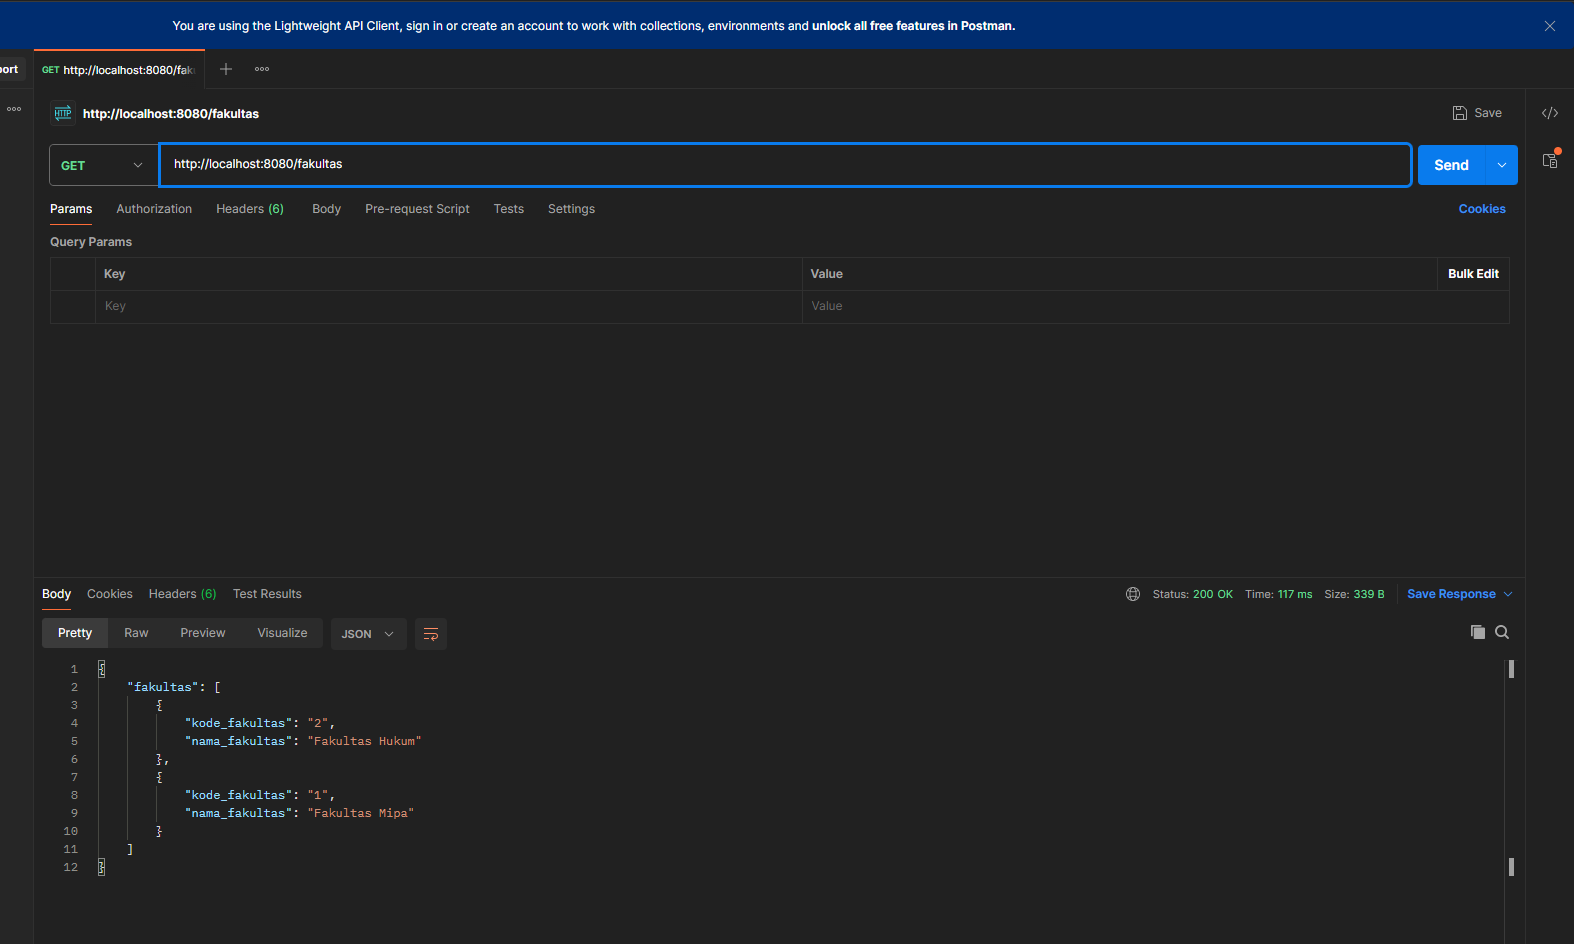 You are using the Lightweight API Client, sign in or create an account to work with collections, environments and unlock all free features in Postman.
port GET http://localhost:8080/fak
HTTP http://localhost:8080/fakultas Save
GET http://localhost:8080/fakultas Send
Params Authorization Headers (6) Body Pre-request Script Tests Settings Cookies
Query Params
Key Value Bulk Edit
Key Value
Body Cookies Headers (6) Test Results Status: 200 OK Time: 117 ms Size: 339 B Save Response
Pretty Raw Preview Visualize JSON
1 {
2 "fakultas": [
3 {
4 "kode_fakultas": "2",
5 "nama_fakultas": "Fakultas Hukum"
6 },
7 {
8 "kode_fakultas": "1",
9 "nama_fakultas": "Fakultas Mipa"
10 }
11 ]
12 }